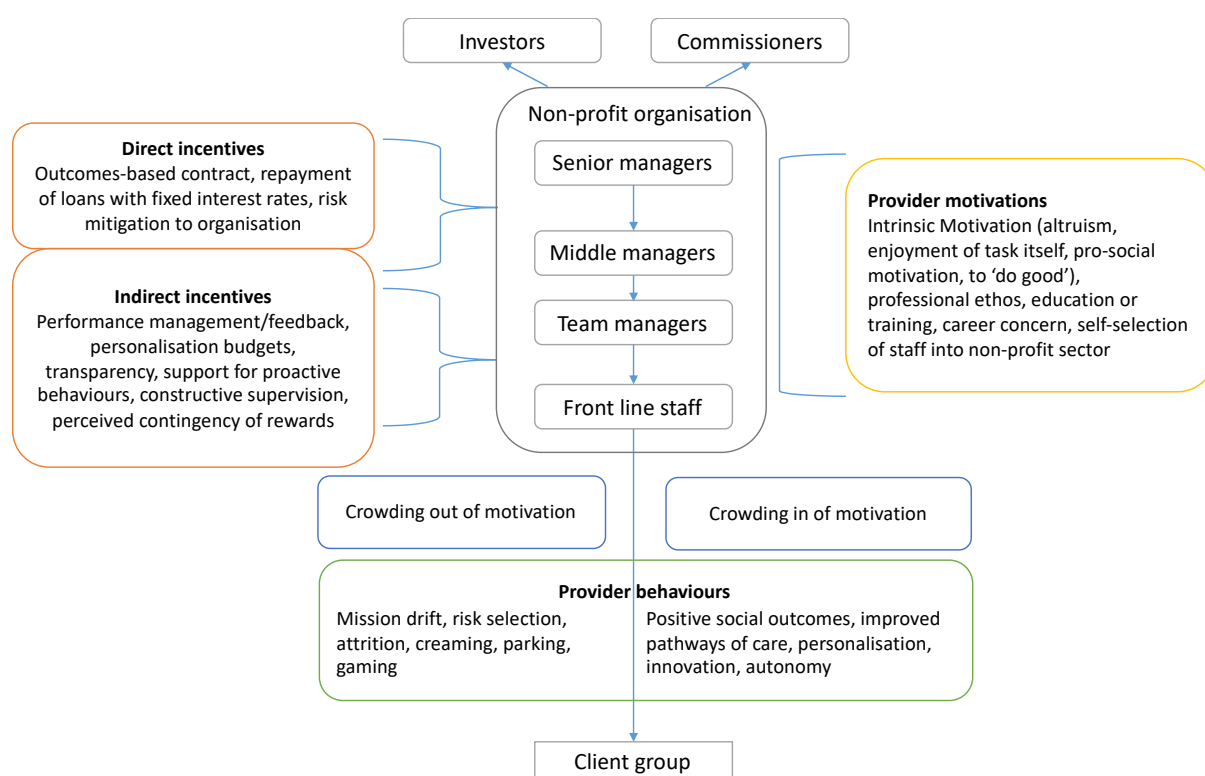 Investors
Commissioners
Non-profit organisation
Senior managers
Middle managers
Team managers
Front line staff
Direct incentives
Outcomes-based contract, repayment
of loans with fixed interest rates, risk
mitigation to organisation
Indirect incentives
Performance management/feedback,
personalisation budgets,
transparency, support for proactive
behaviours, constructive supervision,
perceived contingency of rewards
Provider motivations
Intrinsic Motivation (altruism,
enjoyment of task itself, pro-social
motivation, to ‘do good’),
professional ethos, education or
training, career concern, self-selection
of staff into non-profit sector
Crowding out of motivation
Crowding in of motivation
Provider behaviours
Mission drift, risk selection,
attrition, creaming, parking,
gaming
Positive social outcomes, improved
pathways of care, personalisation,
innovation, autonomy
Client group